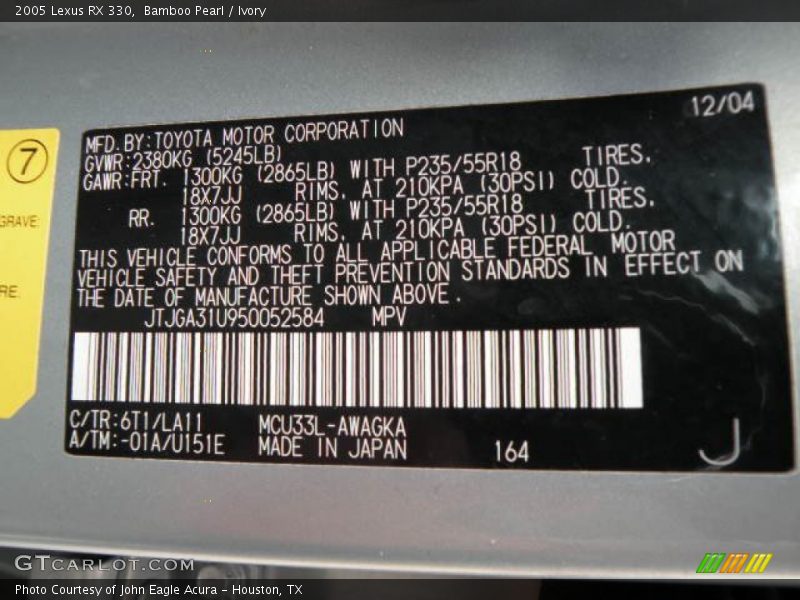 2005 Lexus RX 330, Bamboo Pearl / Ivory
12/04
7
GRAVE.
RE.
MFD. BY: TOYOTA MOTOR CORPORATION
GVWR: 2380KG (5245LB)
GAWR: FRT. 1300KG (2865LB) WITH P235/55R18 TIRES.
18X7JJ RIMS. AT 210KPA (30PSI) COLD.
RR. 1300KG (2865LB) WITH P235/55R18 TIRES.
18X7JJ RIMS. AT 210KPA (30PSI) COLD.
THIS VEHICLE CONFORMS TO ALL APPLICABLE FEDERAL MOTOR
VEHICLE SAFETY AND THEFT PREVENTION STANDARDS IN EFFECT ON
THE DATE OF MANUFACTURE SHOWN ABOVE.
JTJGA31U950052584 MPV
C/TR: 6T1/LA11 MCU33L-AWAGKA
A/TM: -01A/U151E MADE IN JAPAN 164 J
GTCARLOT.COM
Photo Courtesy of John Eagle Acura - Houston, TX